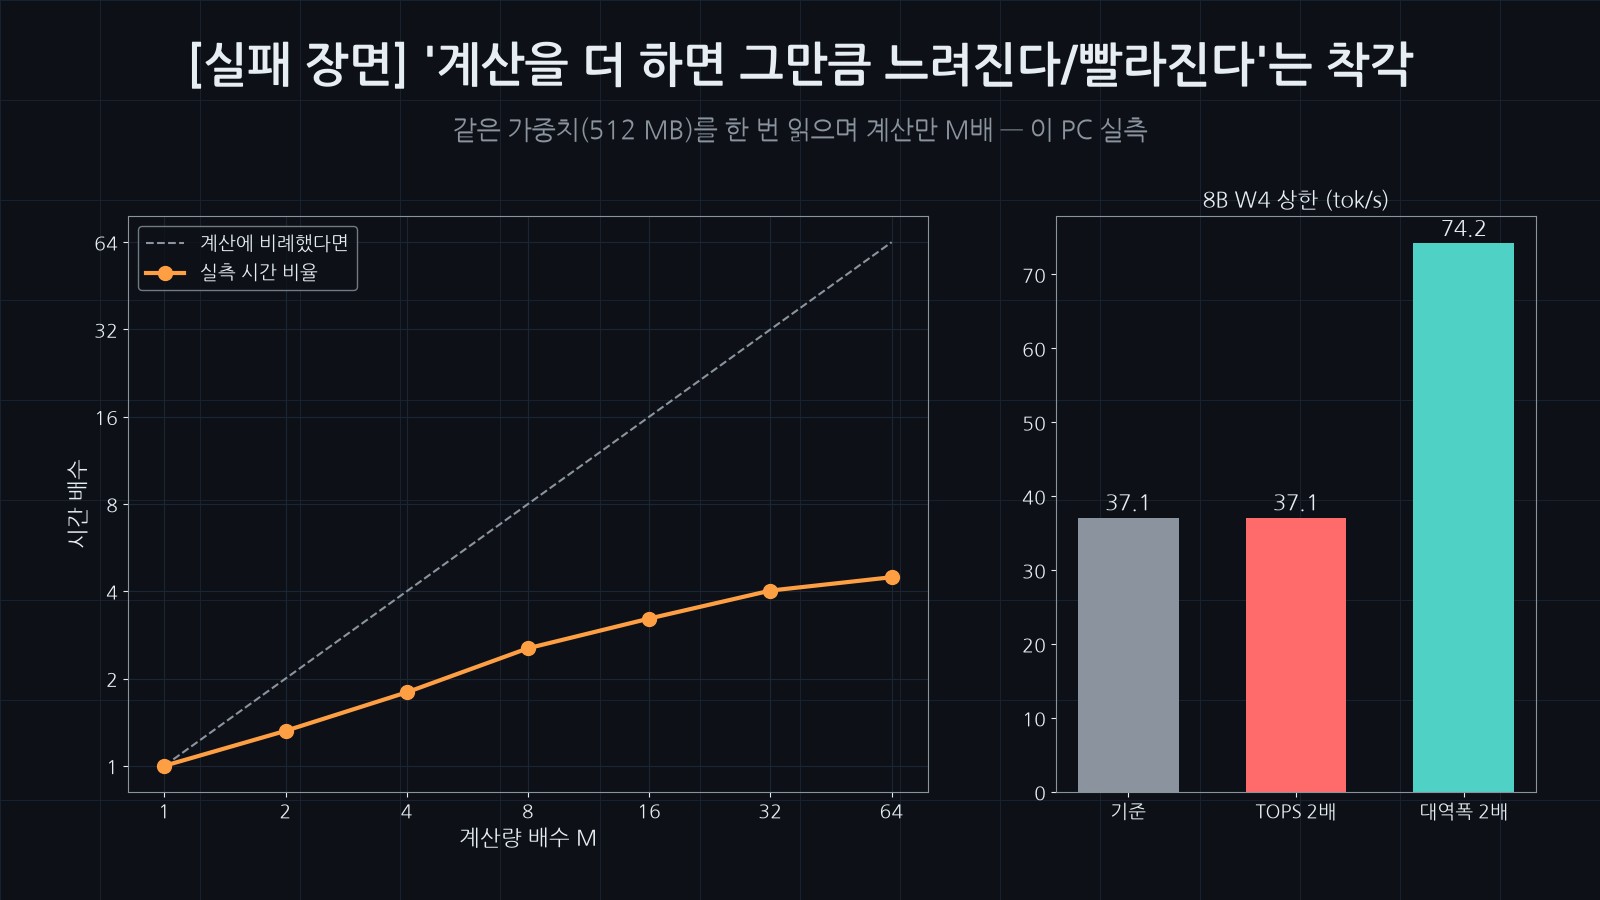 [실패 장면] '계산을 더 하면 그만큼 느려진다/빨라진다'는 착각
같은 가중치(512 MB)를 한 번 읽으며 계산만 M배 — 이 PC 실측
계산에 비례했다면
실측 시간 비율
시간 배수
64
32
16
8
4
2
1
1 2 4 8 16 32 64
계산량 배수 M
8B W4 상한 (tok/s)
70
60
50
40
30
20
10
0
37.1 37.1 74.2
기준 TOPS 2배 대역폭 2배